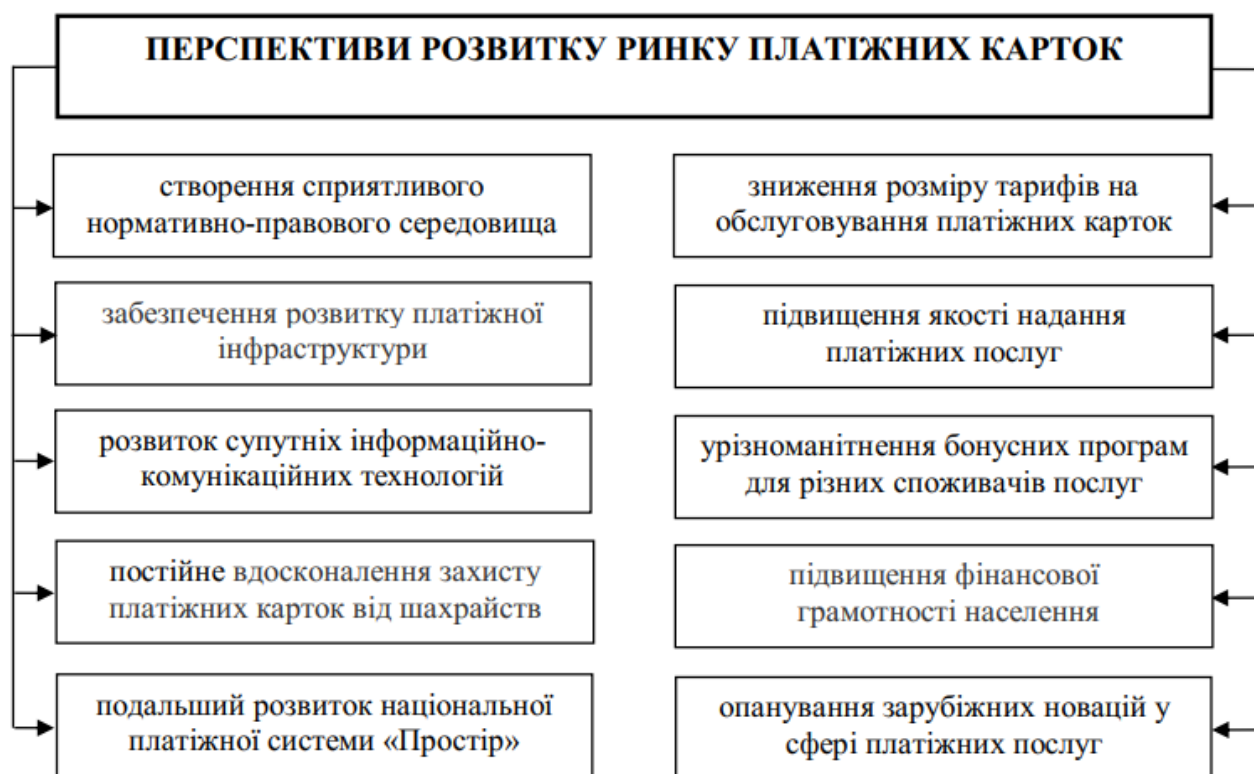 ПЕРСПЕКТИВИ РОЗВИТКУ РИНКУ ПЛАТІЖНИХ КАРТОК
створення сприятливого
нормативно-правового середовища
забезпечення розвитку платіжної
інфраструктури
розвиток супутніх інформаційно-
комунікаційних технологій
постійне вдосконалення захисту
платіжних карток від шахрайств
подальший розвиток національної
платіжної системи «Простір»
зниження розміру тарифів на
обслуговування платіжних карток
підвищення якості надання
платіжних послуг
урізноманітнення бонусних програм
для різних споживачів послуг
підвищення фінансової
грамотності населення
опанування зарубіжних новацій у
сфері платіжних послуг